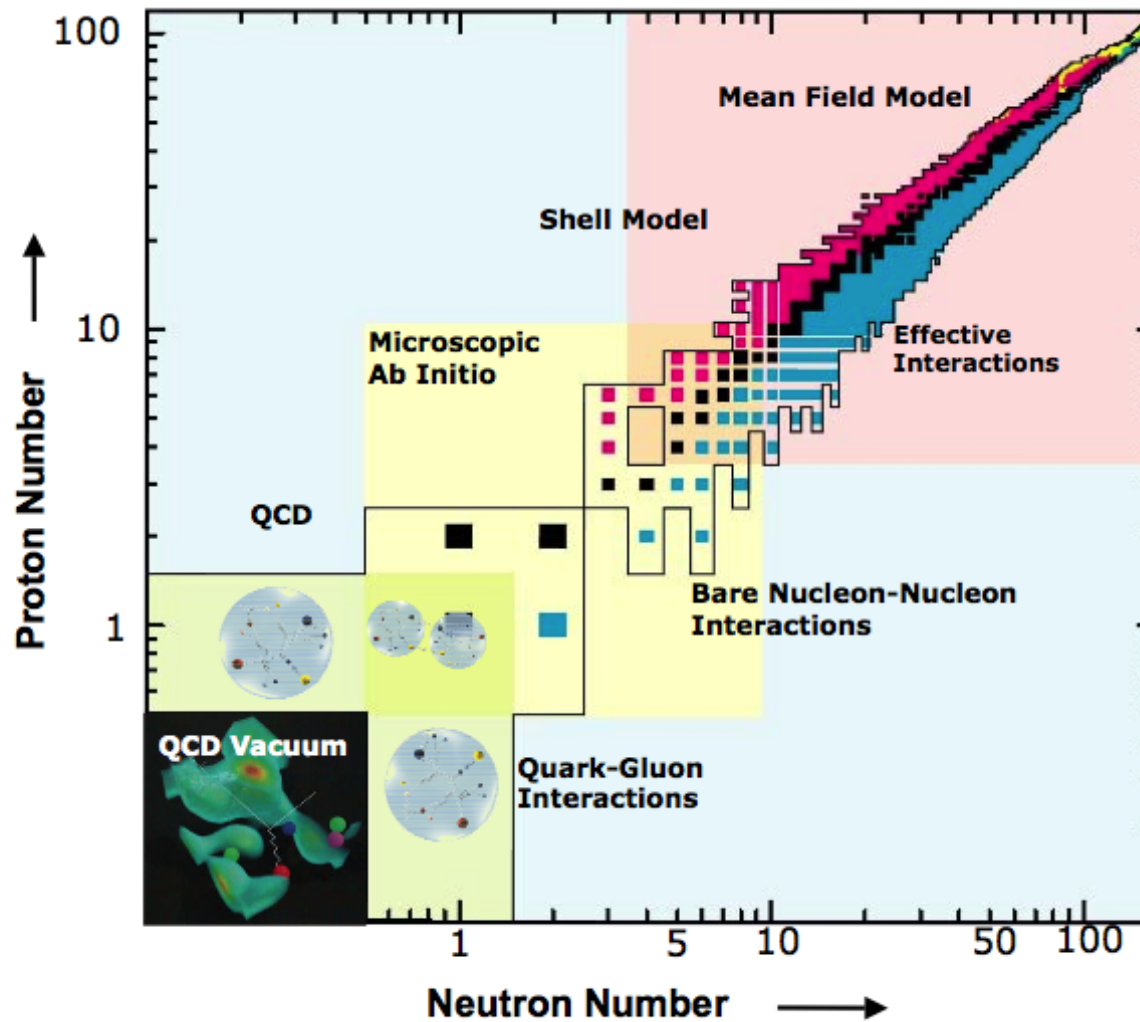 100
Mean Field Model
Shell Model
10
Microscopic
Ab Initio
Effective
Interactions
QCD
Bare Nucleon-Nucleon
Interactions
1
QCD Vacuum
Quark-Gluon
Interactions
Proton Number
1
5
10
50
100
Neutron Number